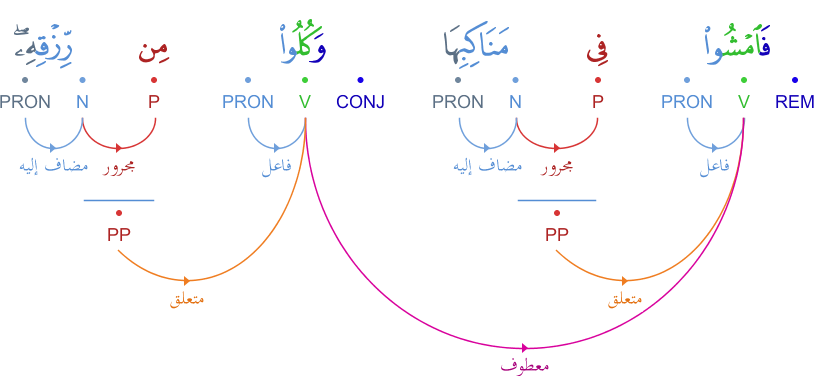 فَٱمْشُوا۟ فِى مَنَاكِبِهَا وَكُلُوا۟ مِن رِّزْقِهِۦ ۖ
REM V PRON P N PRON CONJ V PRON P N PRON
فاعل مجرور مضاف إليه فاعل مجرور مضاف إليه
PP PP
متعلق متعلق
معطوف